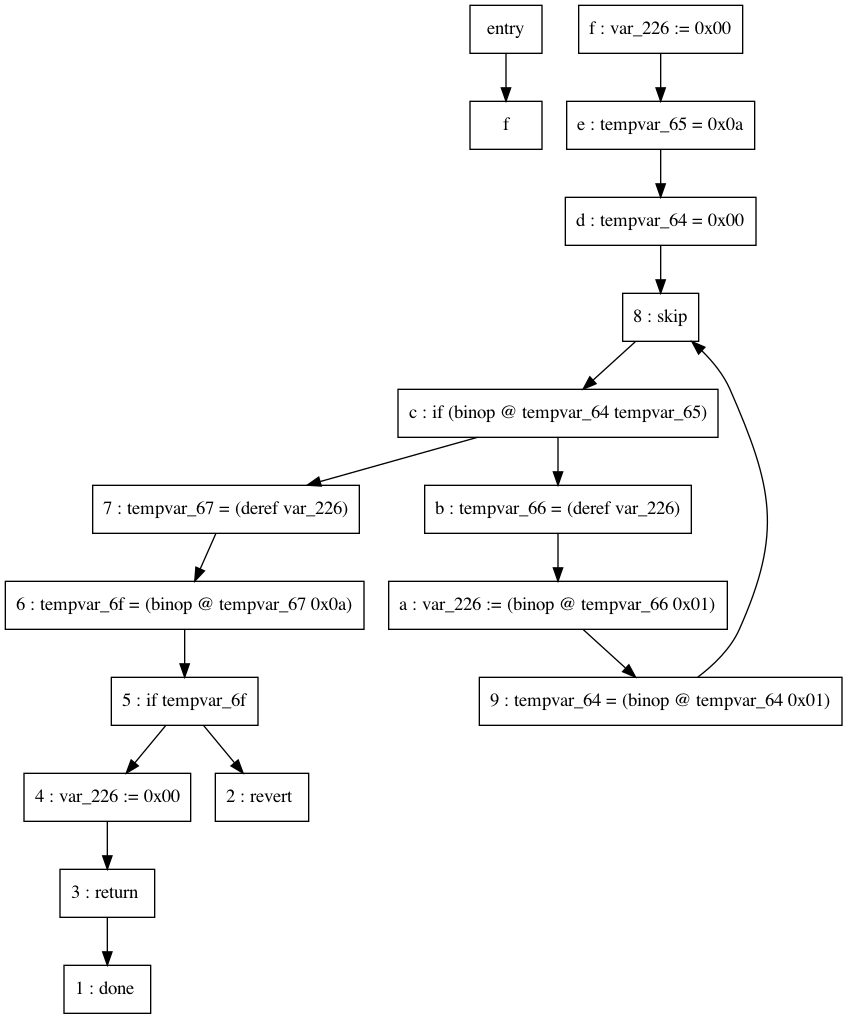 entry
f : var_226 := 0x00
f
e : tempvar_65 = 0x0a
d : tempvar_64 = 0x00
8 : skip
c : if (binop @ tempvar_64 tempvar_65)
7 : tempvar_67 = (deref var_226)
b : tempvar_66 = (deref var_226)
6 : tempvar_6f = (binop @ tempvar_67 0x0a)
a : var_226 := (binop @ tempvar_66 0x01)
5 : if tempvar_6f
9 : tempvar_64 = (binop @ tempvar_64 0x01)
4 : var_226 := 0x00
2 : revert
3 : return
1 : done